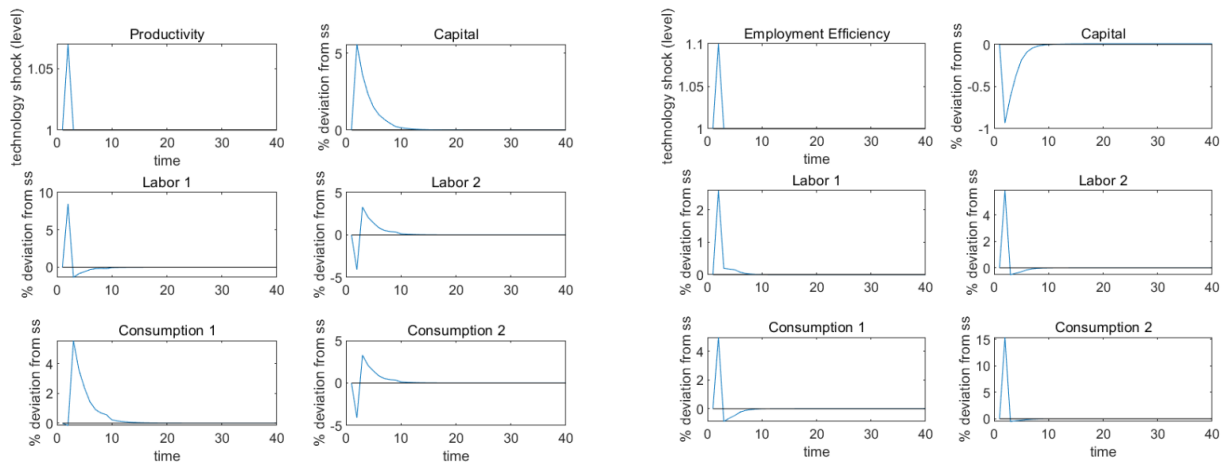 Productivity
technology shock (level)
1.05
1
0 10 20 30 40
time
Capital
% deviation from ss
5
0
0 10 20 30 40
time
Labor 1
% deviation from ss
10
5
0
0 10 20 30 40
Labor 2
% deviation from ss
5
0
-5
0 10 20 30 40
Consumption 1
% deviation from ss
4
2
0
0 10 20 30 40
time
Consumption 2
% deviation from ss
5
0
-5
0 10 20 30 40
time
Employment Efficiency
technology shock (level)
1.1
1.05
1
0 10 20 30 40
time
Capital
% deviation from ss
0
-0.5
-1
0 10 20 30 40
time
Labor 1
% deviation from ss
2
1
0
0 10 20 30 40
Labor 2
% deviation from ss
4
2
0
0 10 20 30 40
Consumption 1
% deviation from ss
4
2
0
0 10 20 30 40
time
Consumption 2
% deviation from ss
15
10
5
0
0 10 20 30 40
time